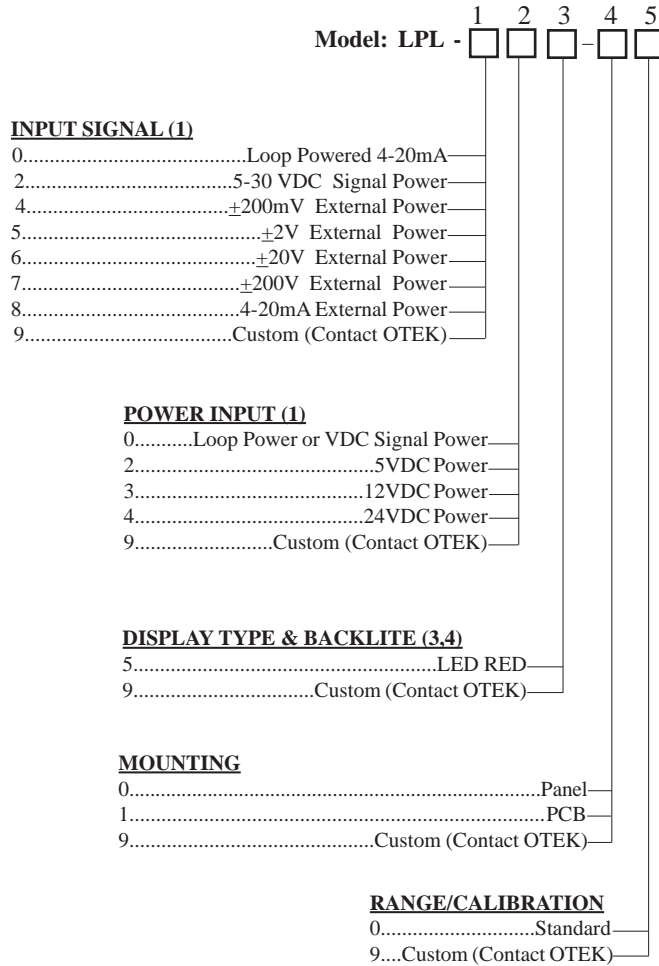 1 2 3 4 5
Model: LPL - -
INPUT SIGNAL (1)
0...................................Loop Powered 4-20mA
2.................................5-30 VDC Signal Power
4................................±200mV External Power
5.....................................±2V External Power
6....................................±20V External Power
7..................................±200V External Power
8..................................4-20mA External Power
9.................................Custom (Contact OTEK)
POWER INPUT (1)
0...........Loop Power or VDC Signal Power
2......................................5VDC Power
3....................................12VDC Power
4....................................24VDC Power
9......................Custom (Contact OTEK)
DISPLAY TYPE & BACKLITE (3,4)
5................................................LED RED
9.............................Custom (Contact OTEK)
MOUNTING
0.................................................................Panel
1..................................................................PCB
9.......................................Custom (Contact OTEK)
RANGE/CALIBRATION
0.........................Standard
9....Custom (Contact OTEK)